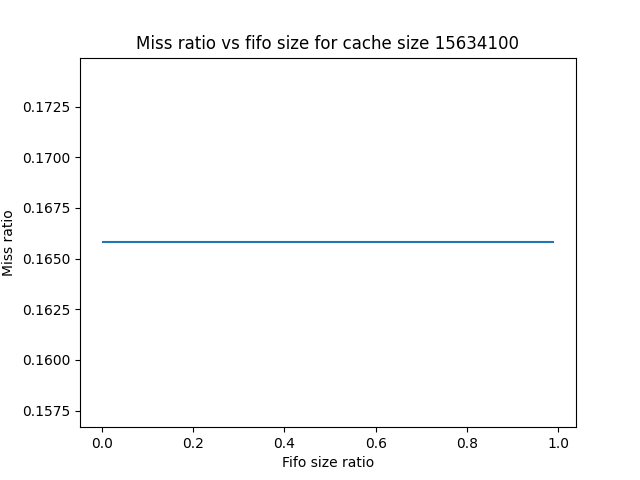 Miss ratio vs fifo size for cache size 15634100
Miss ratio
0.1725
0.1700
0.1675
0.1650
0.1625
0.1600
0.1575
0.0 0.2 0.4 0.6 0.8 1.0
Fifo size ratio